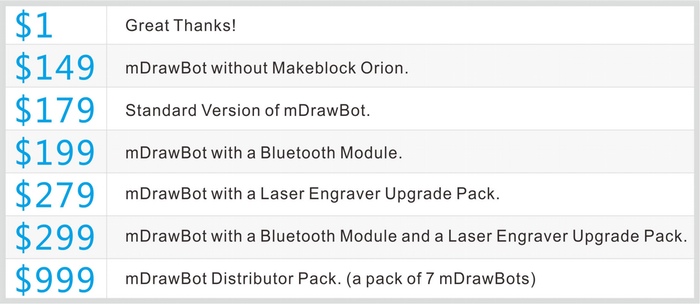 $1 Great Thanks!
$149 mDrawBot without Makeblock Orion.
$179 Standard Version of mDrawBot.
$199 mDrawBot with a Bluetooth Module.
$279 mDrawBot with a Laser Engraver Upgrade Pack.
$299 mDrawBot with a Bluetooth Module and a Laser Engraver Upgrade Pack.
$999 mDrawBot Distributor Pack. (a pack of 7 mDrawBots)